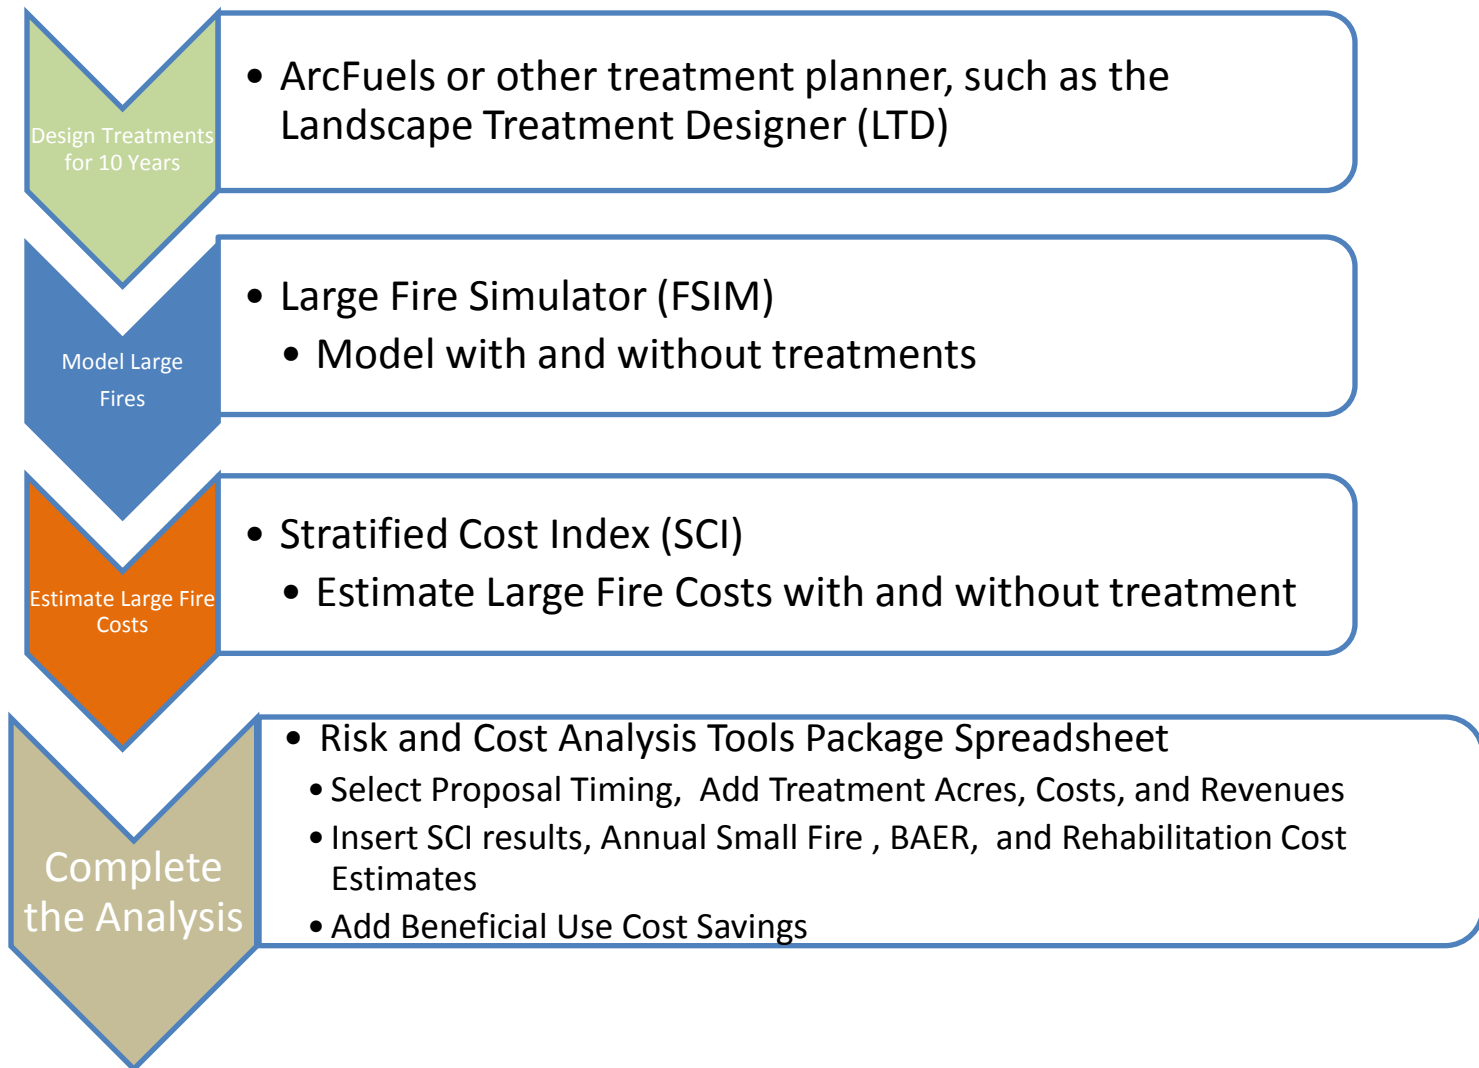 Design Treatments
for 10 Years
• ArcFuels or other treatment planner, such as the
Landscape Treatment Designer (LTD)
Model Large
Fires
• Large Fire Simulator (FSIM)
• Model with and without treatments
Estimate Large Fire
Costs
• Stratified Cost Index (SCI)
• Estimate Large Fire Costs with and without treatment
Complete
the Analysis
• Risk and Cost Analysis Tools Package Spreadsheet
• Select Proposal Timing,  Add Treatment Acres, Costs, and Revenues
• Insert SCI results, Annual Small Fire , BAER,  and Rehabilitation Cost
Estimates
• Add Beneficial Use Cost Savings